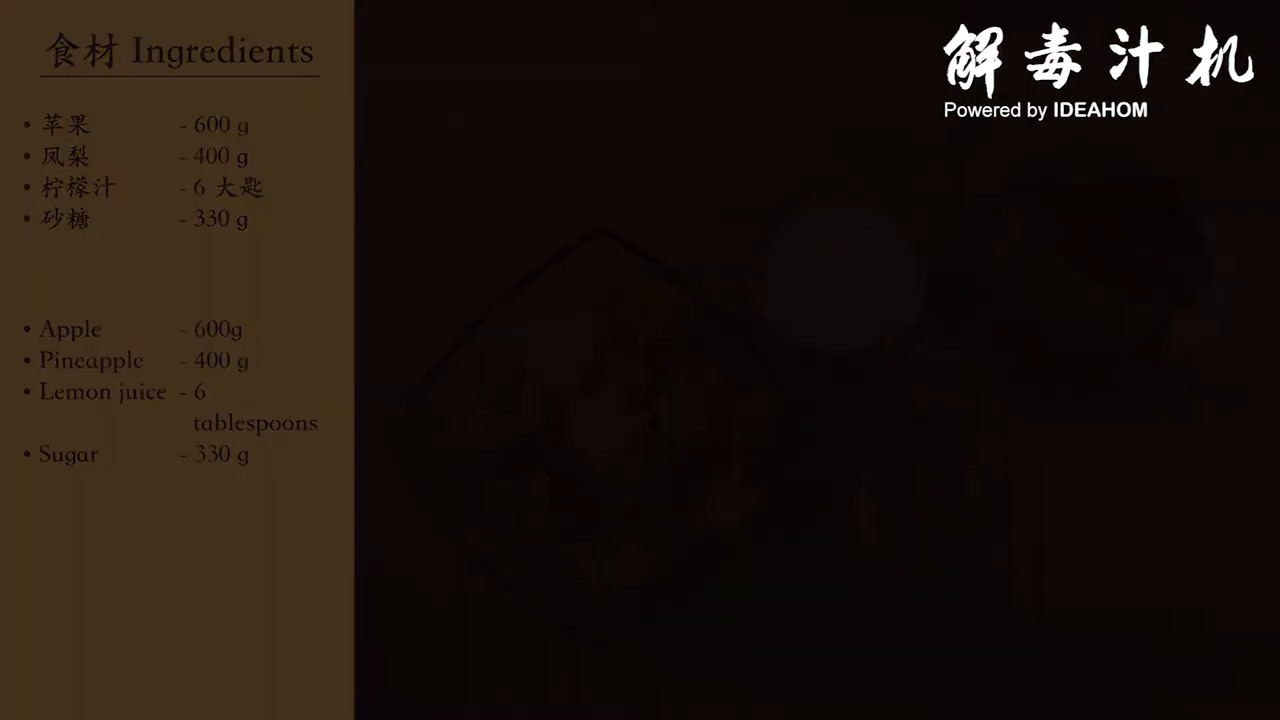 食材 Ingredients
• 苹果 - 600 g
• 凤梨 - 400 g
• 柠檬汁 - 6 大匙
• 砂糖 - 330 g
• Apple - 600g
• Pineapple - 400 g
• Lemon juice - 6
tablespoons
• Sugar - 330 g
解毒汁机
Powered by IDEAHOM